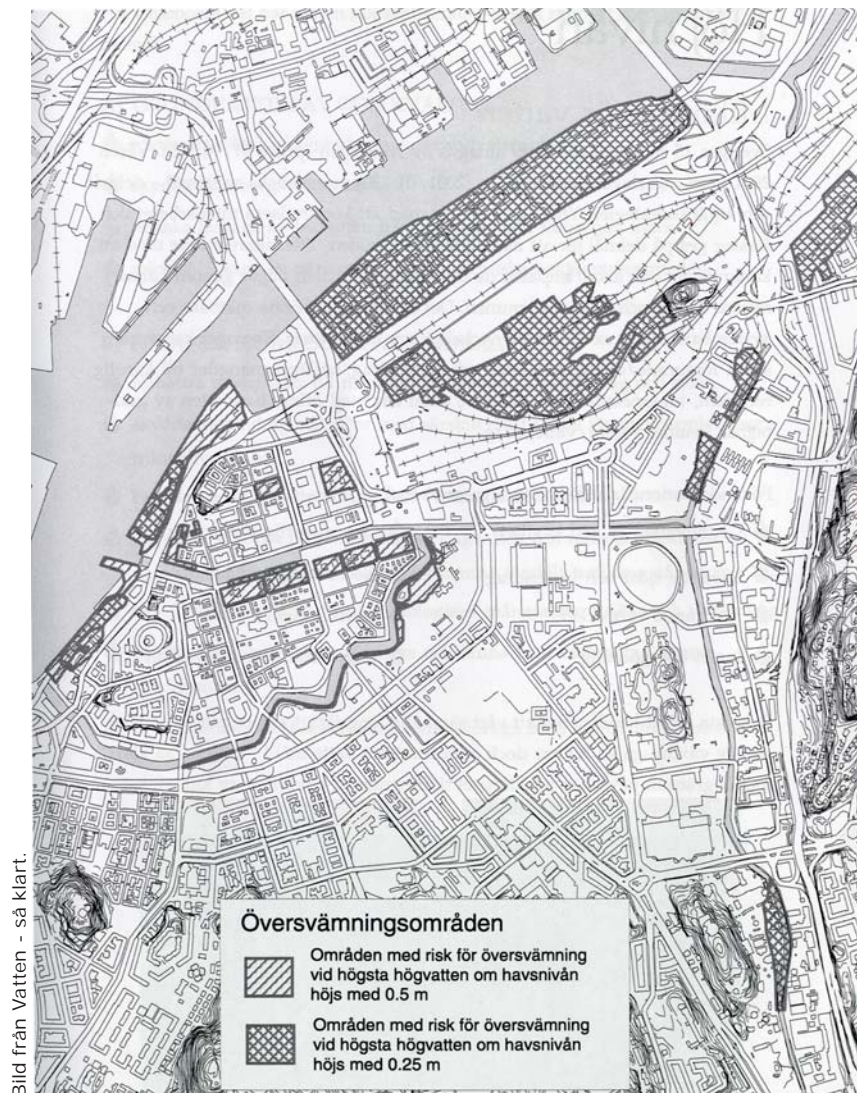 Översvämningsområden
Områden med risk för översvämning
vid högsta högvatten om havsnivån
höjs med 0.5 m
Områden med risk för översvämning
vid högsta högvatten om havsnivån
höjs med 0.25 m
Bild från Vatten - så klart.